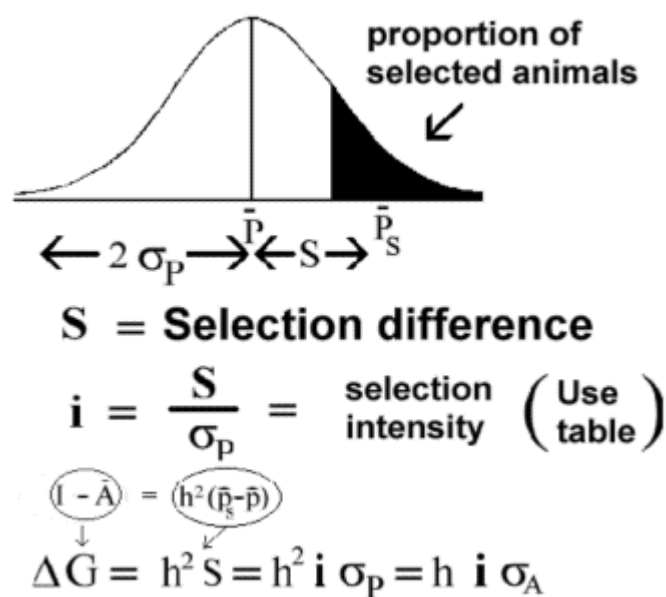 proportion of
selected animals
P̄ P̄s
← 2 σP → ← S →
S = Selection difference
i = S / σP = selection intensity ( Use table )
I - Ā = h²(p̄s-p̄)
ΔG = h² S = h² i σP = h i σA